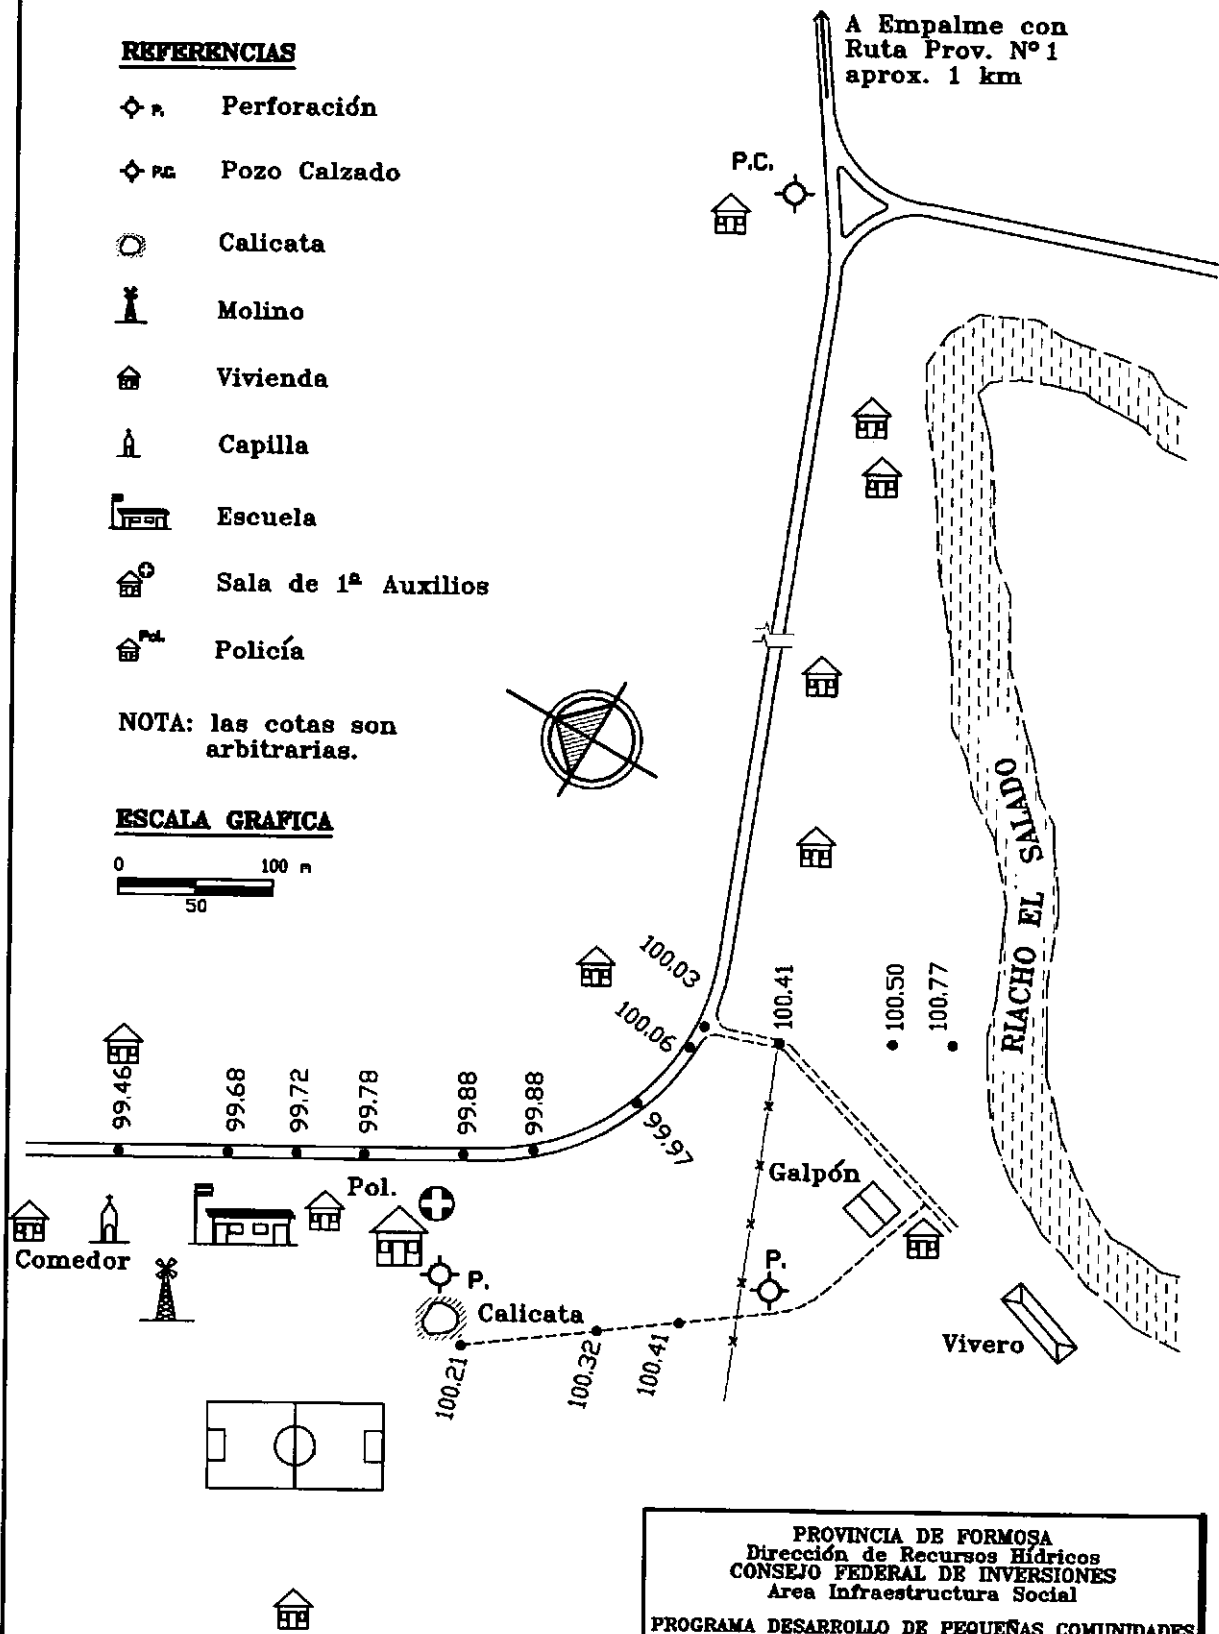 A Empalme con
Ruta Prov. Nº 1
aprox. 1 km
REFERENCIAS
P. Perforación
P.C. Pozo Calzado
Calicata
Molino
Vivienda
Capilla
Escuela
Sala de 1ª Auxilios
Pol. Policía
NOTA: las cotas son
arbitrarias.
ESCALA GRAFICA
0 100 m
50
P.C.
RIACHO EL SALADO
100.03
100.06
100.41
100.50
100.77
99.46
99.68
99.72
99.78
99.88
99.88
99.97
Galpón
Pol.
Comedor
P.
P.
Calicata
Vivero
100.21
100.32
100.41
PROVINCIA DE FORMOSA
Dirección de Recursos Hídricos
CONSEJO FEDERAL DE INVERSIONES
Area Infraestructura Social
PROGRAMA DESARROLLO DE PEQUEÑAS COMUNIDADES